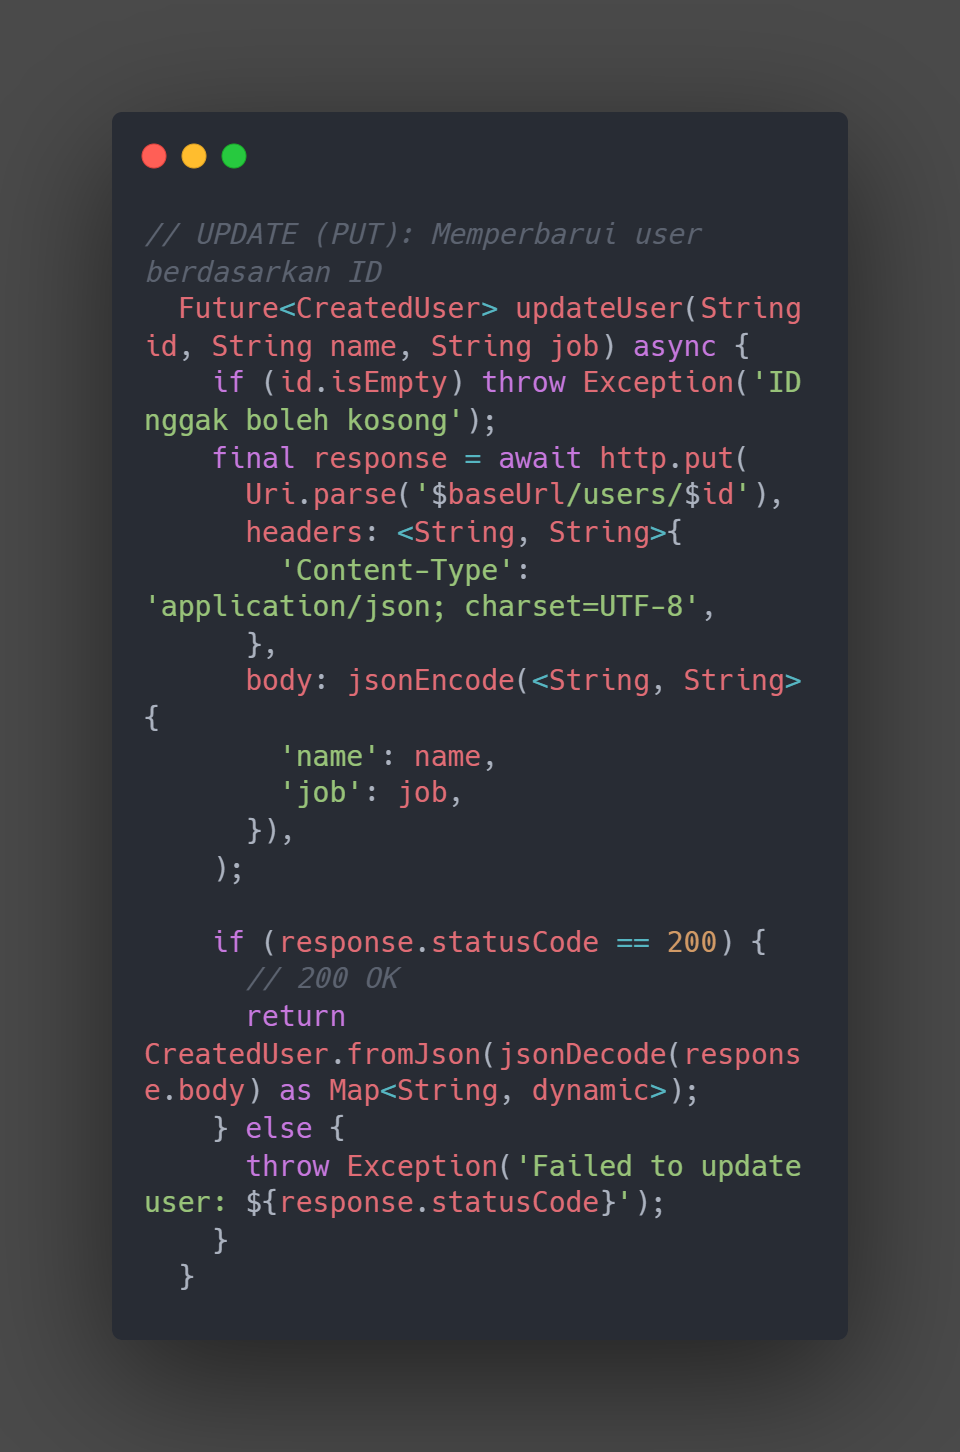 // UPDATE (PUT): Memperbarui user
berdasarkan ID
  Future<CreatedUser> updateUser(String
id, String name, String job) async {
    if (id.isEmpty) throw Exception('ID
nggak boleh kosong');
    final response = await http.put(
      Uri.parse('$baseUrl/users/$id'),
      headers: <String, String>{
        'Content-Type':
'application/json; charset=UTF-8',
      },
      body: jsonEncode(<String, String>
{
        'name': name,
        'job': job,
      }),
    );

    if (response.statusCode == 200) {
      // 200 OK
      return
CreatedUser.fromJson(jsonDecode(respons
e.body) as Map<String, dynamic>);
    } else {
      throw Exception('Failed to update
user: ${response.statusCode}');
    }
  }